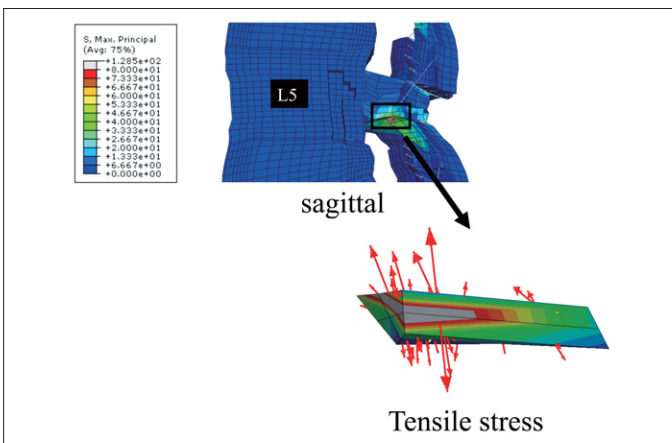 S, Max. Principal
(Avg: 75%)
+1.285e+02
+8.000e+01
+7.333e+01
+6.667e+01
+6.000e+01
+5.333e+01
+4.667e+01
+4.000e+01
+3.333e+01
+2.667e+01
+2.000e+01
+1.333e+01
+6.667e+00
+0.000e+00
L5
sagittal
Tensile stress